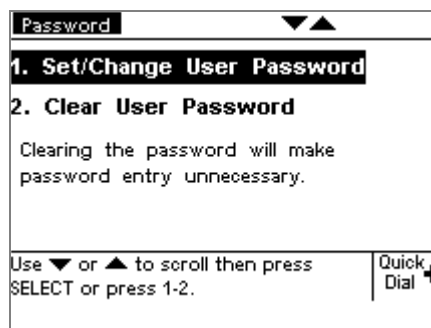 Password ▼▲
1. Set/Change User Password
2. Clear User Password
Clearing the password will make
password entry unnecessary.
Use ▼ or ▲ to scroll then press
SELECT or press 1-2.
Quick
Dial